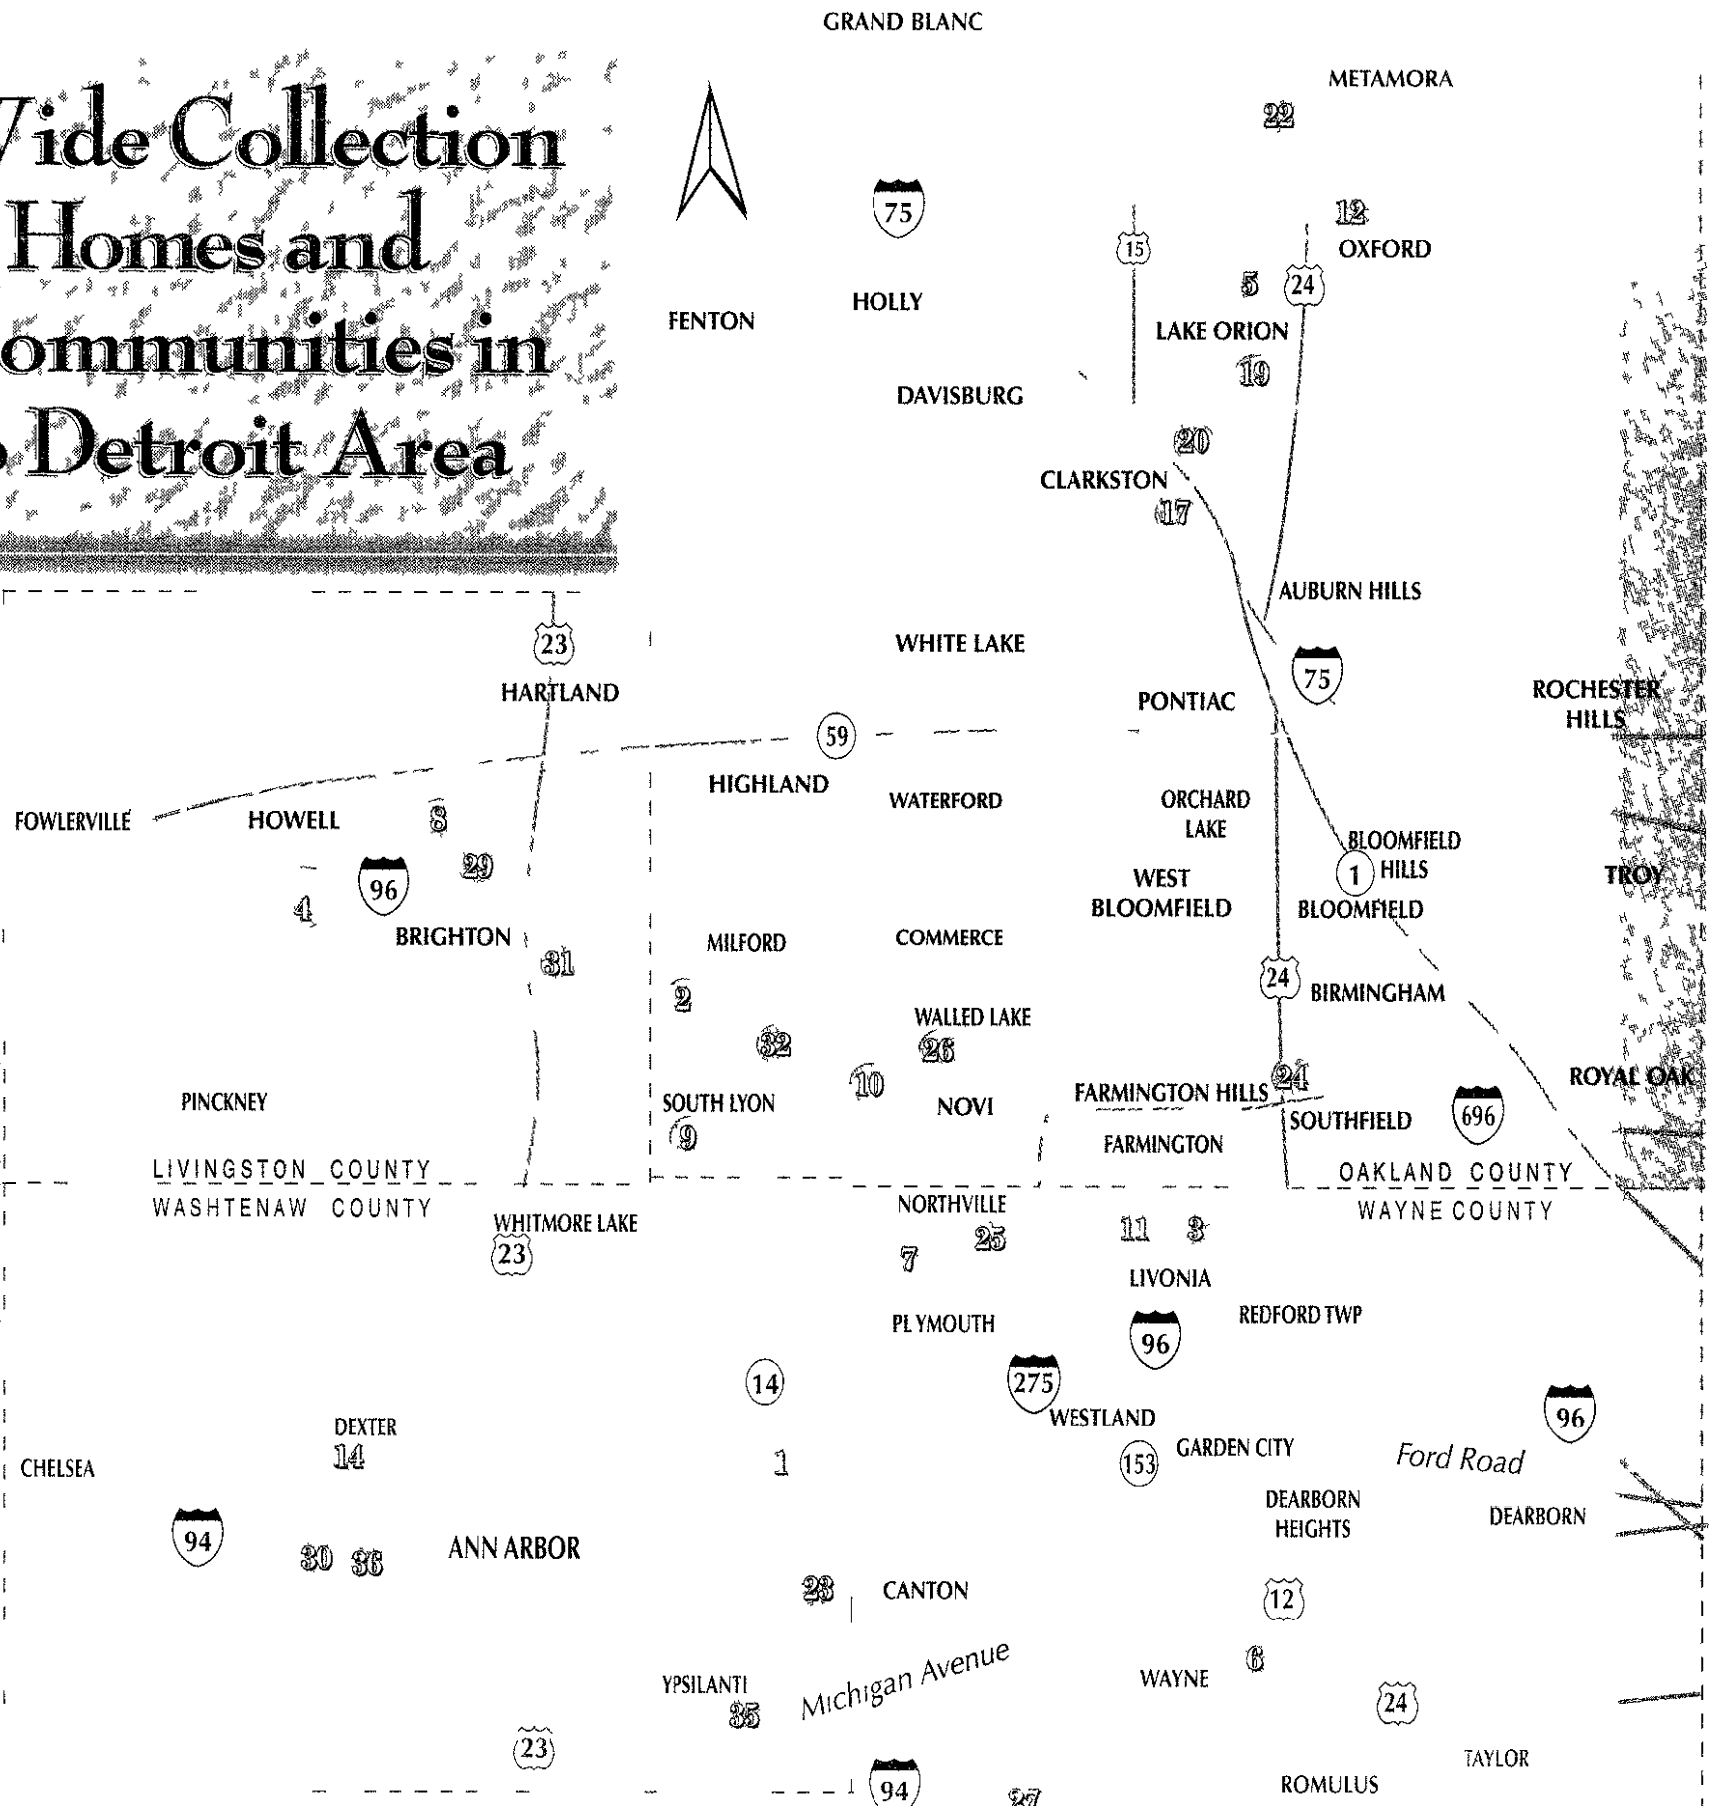 GRAND BLANC
METAMORA
22
ide Collection
75
12
Homes and
15
OXFORD
5
24
HOLLY
FENTON
LAKE ORION
ommunities in
19
DAVISBURG
20
Detroit Area
CLARKSTON
17
AUBURN HILLS
23
WHITE LAKE
75
HARTLAND
PONTIAC
ROCHESTER
HILLS
59
HIGHLAND
WATERFORD
ORCHARD
LAKE
FOWLERVILLE
HOWELL
8
BLOOMFIELD
HILLS
29
96
1
WEST
BLOOMFIELD
TROY
4
BLOOMFIELD
BRIGHTON
MILFORD
COMMERCE
31
24
BIRMINGHAM
2
WALLED LAKE
32
26
10
24
ROYAL OAK
PINCKNEY
SOUTH LYON
NOVI
FARMINGTON HILLS
696
9
SOUTHFIELD
FARMINGTON
LIVINGSTON COUNTY
OAKLAND COUNTY
WASHTENAW COUNTY
WAYNE COUNTY
NORTHVILLE
WHITMORE LAKE
25
11
3
23
7
LIVONIA
PLYMOUTH
REDFORD TWP
96
14
275
96
DEXTER
WESTLAND
14
1
153
GARDEN CITY
Ford Road
CHELSEA
DEARBORN
HEIGHTS
DEARBORN
94
30
36
ANN ARBOR
23
CANTON
12
Michigan Avenue
6
YPSILANTI
WAYNE
35
24
23
TAYLOR
94
27
ROMULUS